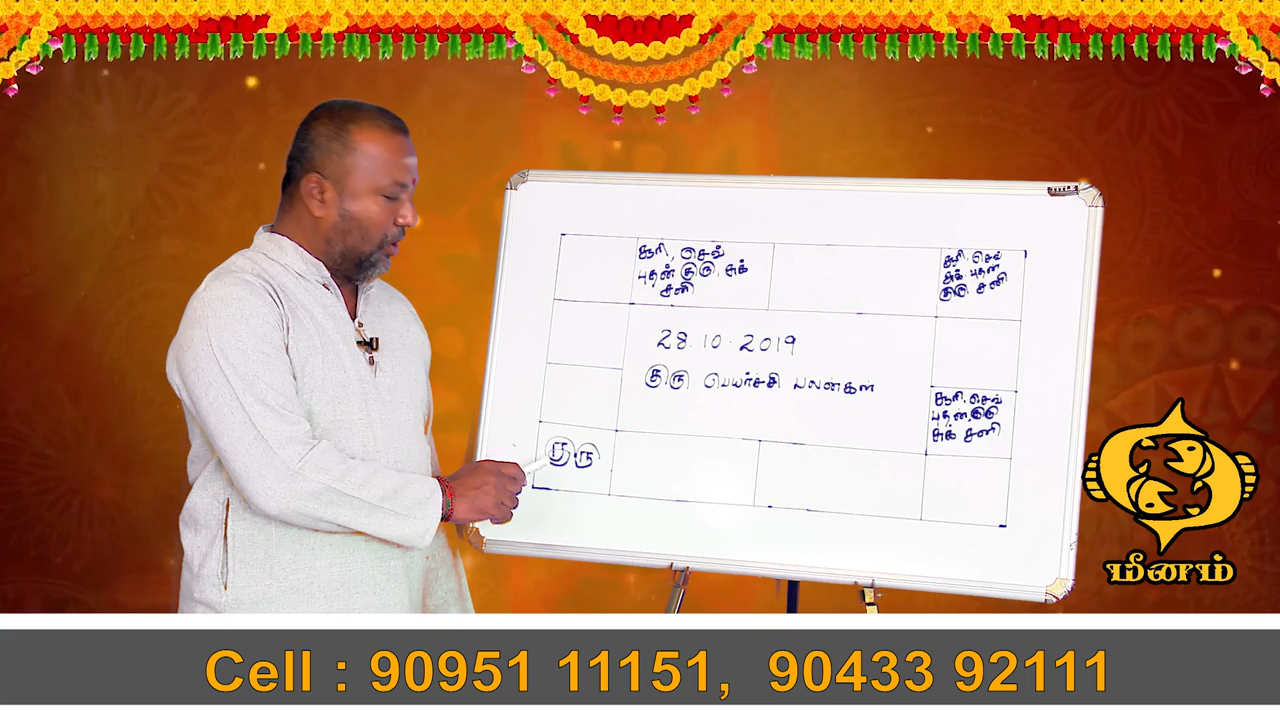 சூரி, செவ்
புதன் குரு, சுக்
சனி
சூரி. செவ்
சுக். புதன்
குரு. சனி
28.10.2019
குரு பெயர்ச்சி பலன்கள்
சூரி. செவ்
புதன். குரு
சுக் சனி
குரு
மீனம்
Cell : 90951 11151, 90433 92111